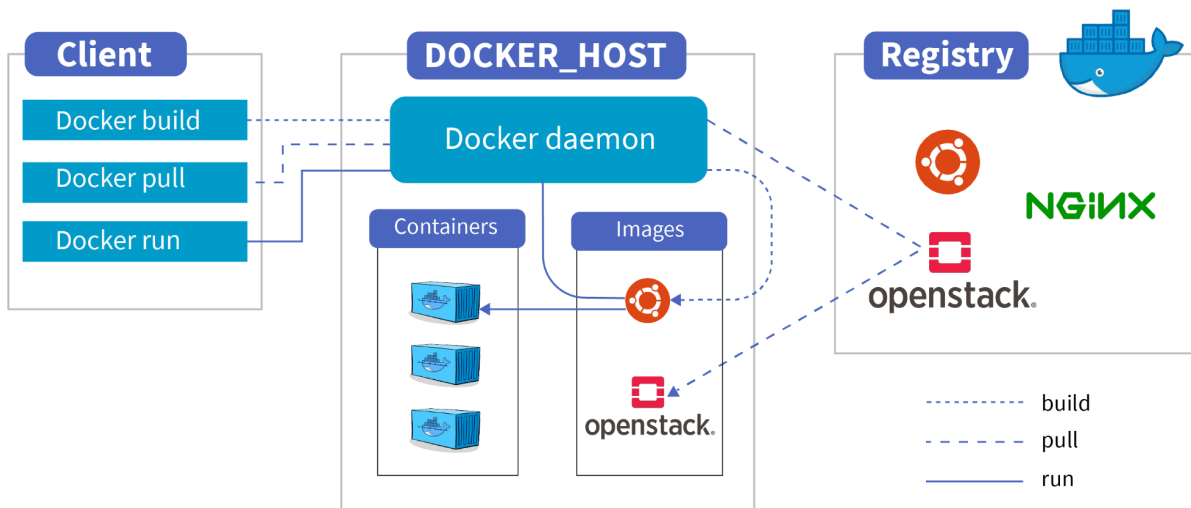 Client
DOCKER_HOST
Registry
Docker build
Docker pull
Docker run
Docker daemon
Containers
Images
openstack.
NGiNX
openstack.
build
pull
run